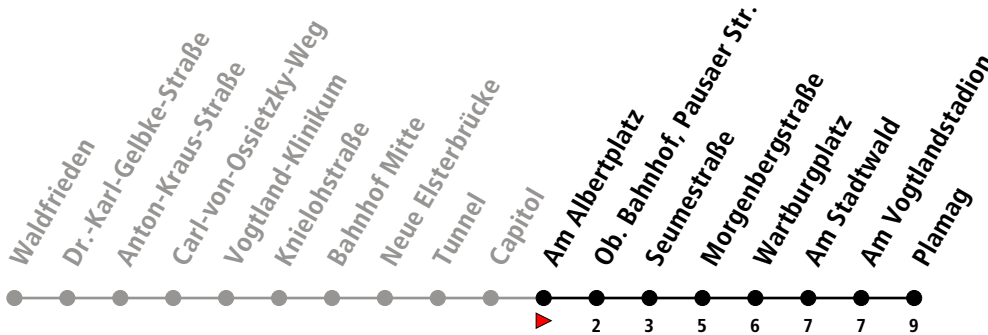 Waldfrieden
Dr.-Karl-Gelbke-Straße
Anton-Kraus-Straße
Carl-von-Ossietzky-Weg
Vogtland-Klinikum
Knielohstraße
Bahnhof Mitte
Neue Elsterbrücke
Tunnel
Capitol
Am Albertplatz
Ob. Bahnhof, Pausaer Str.
Seumestraße
Morgenbergstraße
Wartburgplatz
Am Stadtwald
Am Vogtlandstadion
Plamag
2 3 5 6 7 7 9